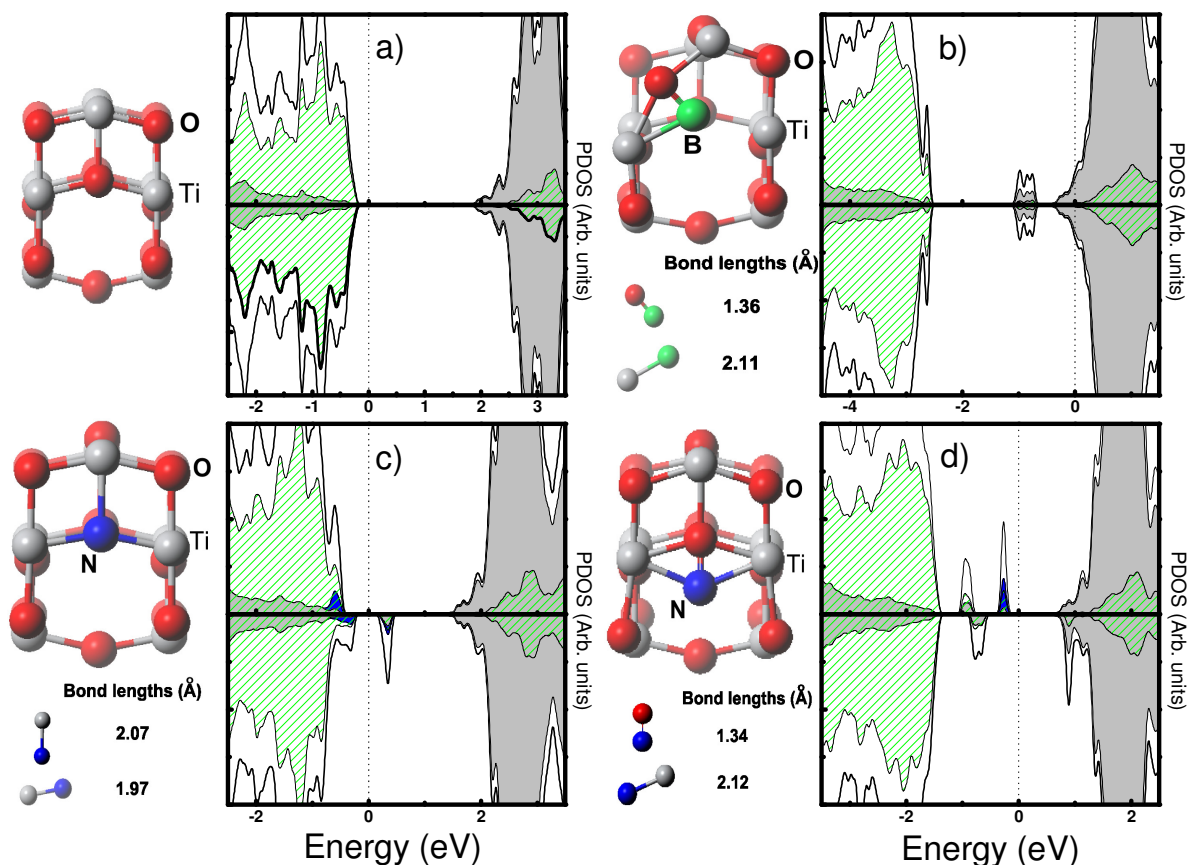 a)
O
Ti
PDOS (Arb. units)
-2 -1 0 1 2 3
b)
O
Ti
B
Bond lengths (Å)
1.36
2.11
PDOS (Arb. units)
-4 -2 0
c)
O
Ti
N
Bond lengths (Å)
2.07
1.97
PDOS (Arb. units)
-2 0 2
Energy (eV)
d)
O
Ti
N
Bond lengths (Å)
1.34
2.12
PDOS (Arb. units)
-2 0 2
Energy (eV)